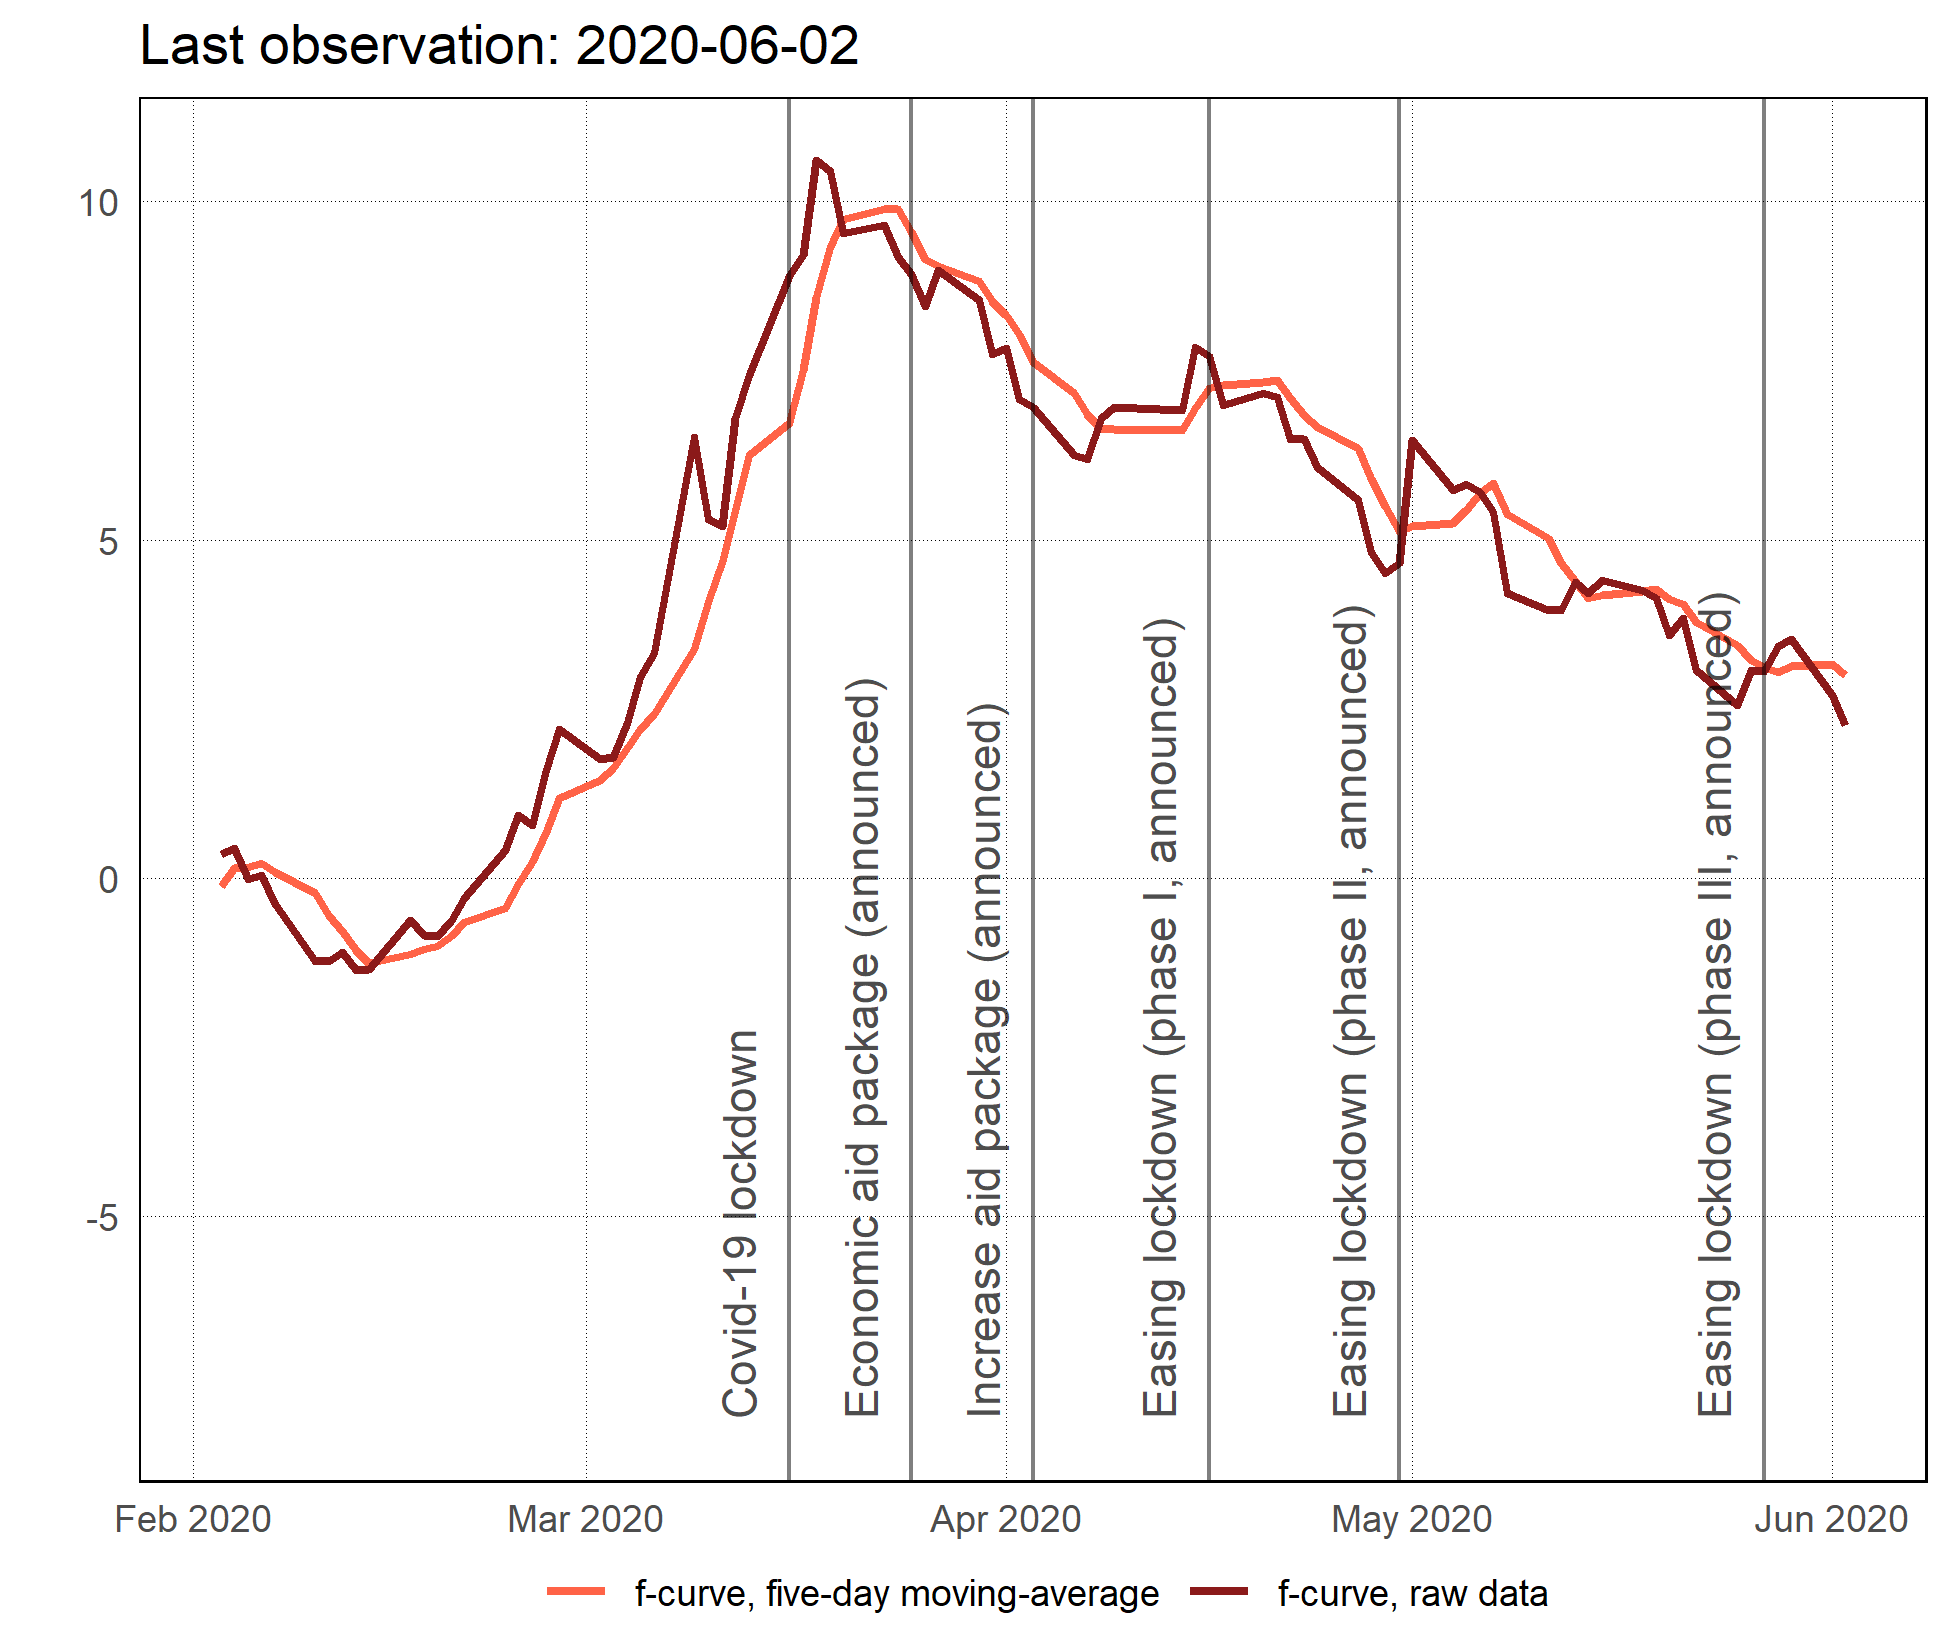 Last observation: 2020-06-02
10
5
0
-5
Covid-19 lockdown
Economic aid package (announced)
Increase aid package (announced)
Easing lockdown (phase I, announced)
Easing lockdown (phase II, announced)
Easing lockdown (phase III, announced)
Feb 2020
Mar 2020
Apr 2020
May 2020
Jun 2020
f-curve, five-day moving-average
f-curve, raw data